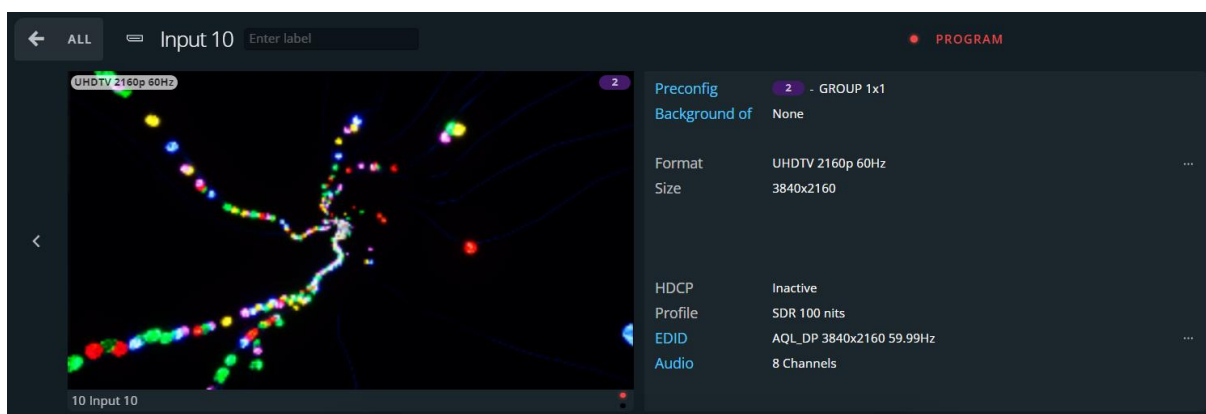 ALL Input 10 Enter label PROGRAM
UHDTV 2160p 60Hz 2
10 Input 10
Preconfig 2 - GROUP 1x1
Background of None
Format UHDTV 2160p 60Hz ...
Size 3840x2160
HDCP Inactive
Profile SDR 100 nits
EDID AQL_DP 3840x2160 59.99Hz ...
Audio 8 Channels